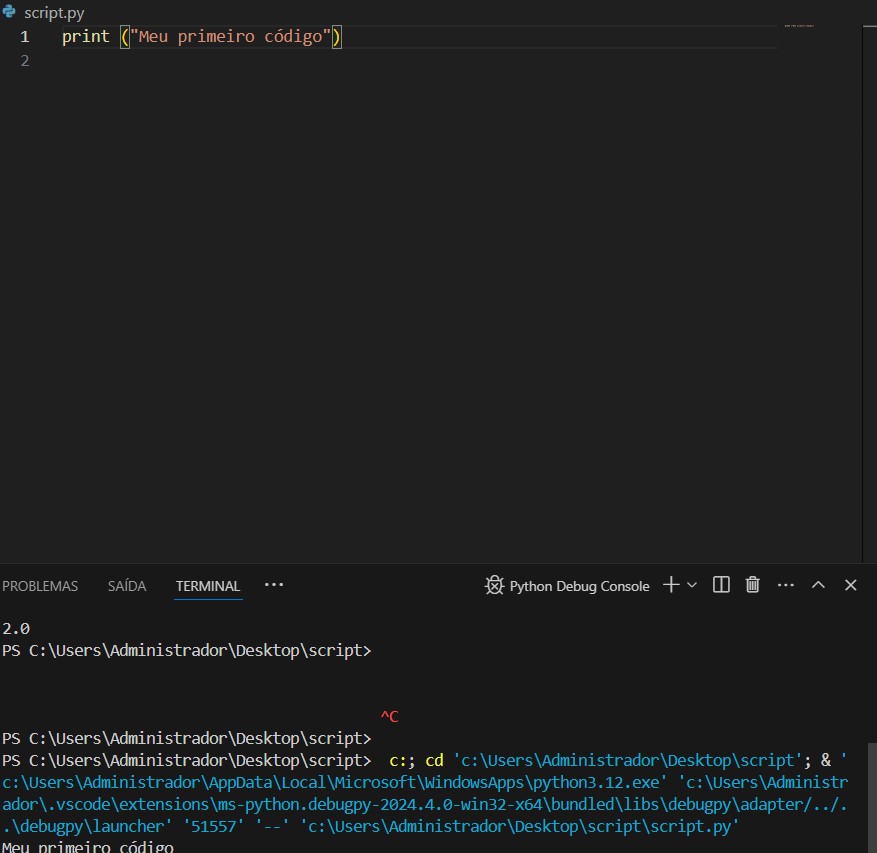 script.py
1 print ("Meu primeiro código")
2
PROBLEMAS SAÍDA TERMINAL ··· Python Debug Console
2.0
PS C:\Users\Administrador\Desktop\script>
^C
PS C:\Users\Administrador\Desktop\script>
PS C:\Users\Administrador\Desktop\script>  c:; cd 'c:\Users\Administrador\Desktop\script'; & '
c:\Users\Administrador\AppData\Local\Microsoft\WindowsApps\python3.12.exe' 'c:\Users\Administr
ador\.vscode\extensions\ms-python.debugpy-2024.4.0-win32-x64\bundled\libs\debugpy\adapter/../.
.\debugpy\launcher' '51557' '--' 'c:\Users\Administrador\Desktop\script\script.py'
Meu primeiro código